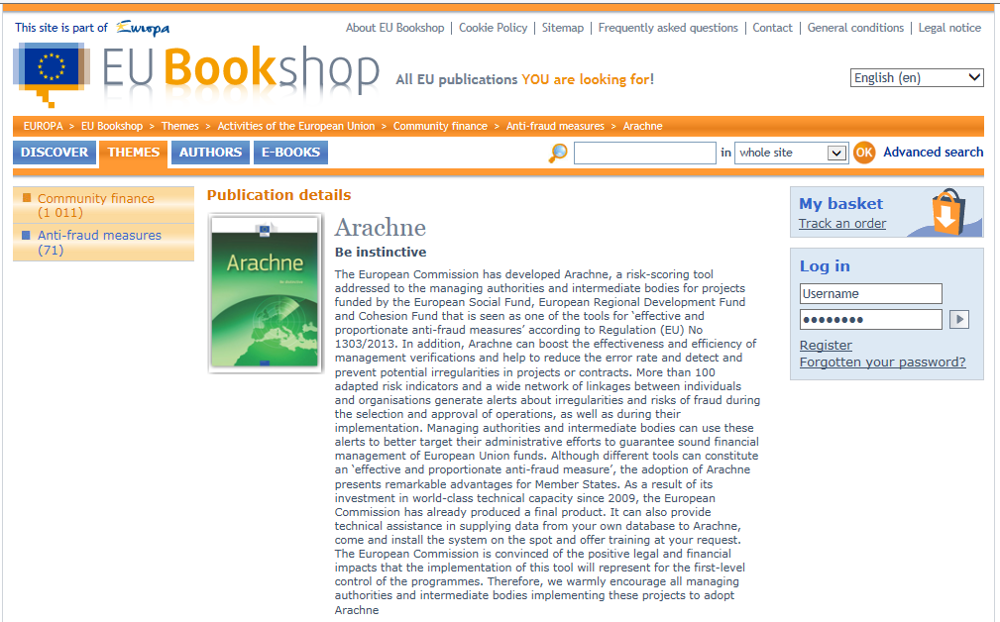 This site is part of Europa
About EU Bookshop | Cookie Policy | Sitemap | Frequently asked questions | Contact | General conditions | Legal notice
EU Bookshop
All EU publications YOU are looking for!
English (en)
EUROPA > EU Bookshop > Themes > Activities of the European Union > Community finance > Anti-fraud measures > Arachne
DISCOVER THEMES AUTHORS E-BOOKS
in whole site OK Advanced search
Community finance
(1 011)
Anti-fraud measures
(71)
Publication details
Arachne
Arachne
Be instinctive
The European Commission has developed Arachne, a risk-scoring tool
addressed to the managing authorities and intermediate bodies for projects
funded by the European Social Fund, European Regional Development Fund
and Cohesion Fund that is seen as one of the tools for ‘effective and
proportionate anti-fraud measures’ according to Regulation (EU) No
1303/2013. In addition, Arachne can boost the effectiveness and efficiency of
management verifications and help to reduce the error rate and detect and
prevent potential irregularities in projects or contracts. More than 100
adapted risk indicators and a wide network of linkages between individuals
and organisations generate alerts about irregularities and risks of fraud during
the selection and approval of operations, as well as during their
implementation. Managing authorities and intermediate bodies can use these
alerts to better target their administrative efforts to guarantee sound financial
management of European Union funds. Although different tools can constitute
an ‘effective and proportionate anti-fraud measure’, the adoption of Arachne
presents remarkable advantages for Member States. As a result of its
investment in world-class technical capacity since 2009, the European
Commission has already produced a final product. It can also provide
technical assistance in supplying data from your own database to Arachne,
come and install the system on the spot and offer training at your request.
The European Commission is convinced of the positive legal and financial
impacts that the implementation of this tool will represent for the first-level
control of the programmes. Therefore, we warmly encourage all managing
authorities and intermediate bodies implementing these projects to adopt
Arachne
My basket
Track an order
Log in
Username
●●●●●●●●
Register
Forgotten your password?